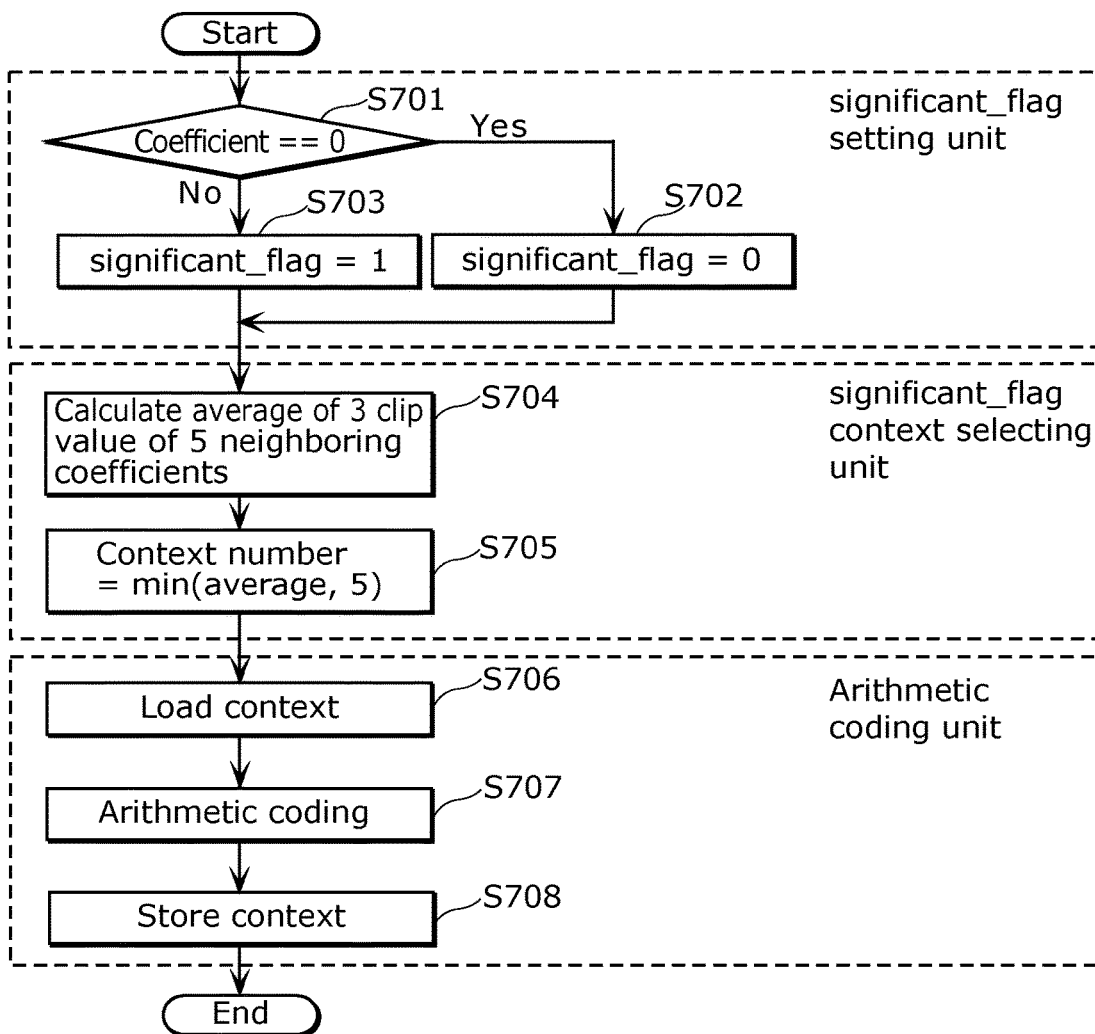 Start
S701
significant_flag
setting unit
Coefficient == 0
Yes
No
S703
S702
significant_flag = 1
significant_flag = 0
S704
significant_flag
context selecting
unit
Calculate average of 3 clip
value of 5 neighboring
coefficients
S705
Context number
= min(average, 5)
S706
Arithmetic
coding unit
Load context
S707
Arithmetic coding
S708
Store context
End